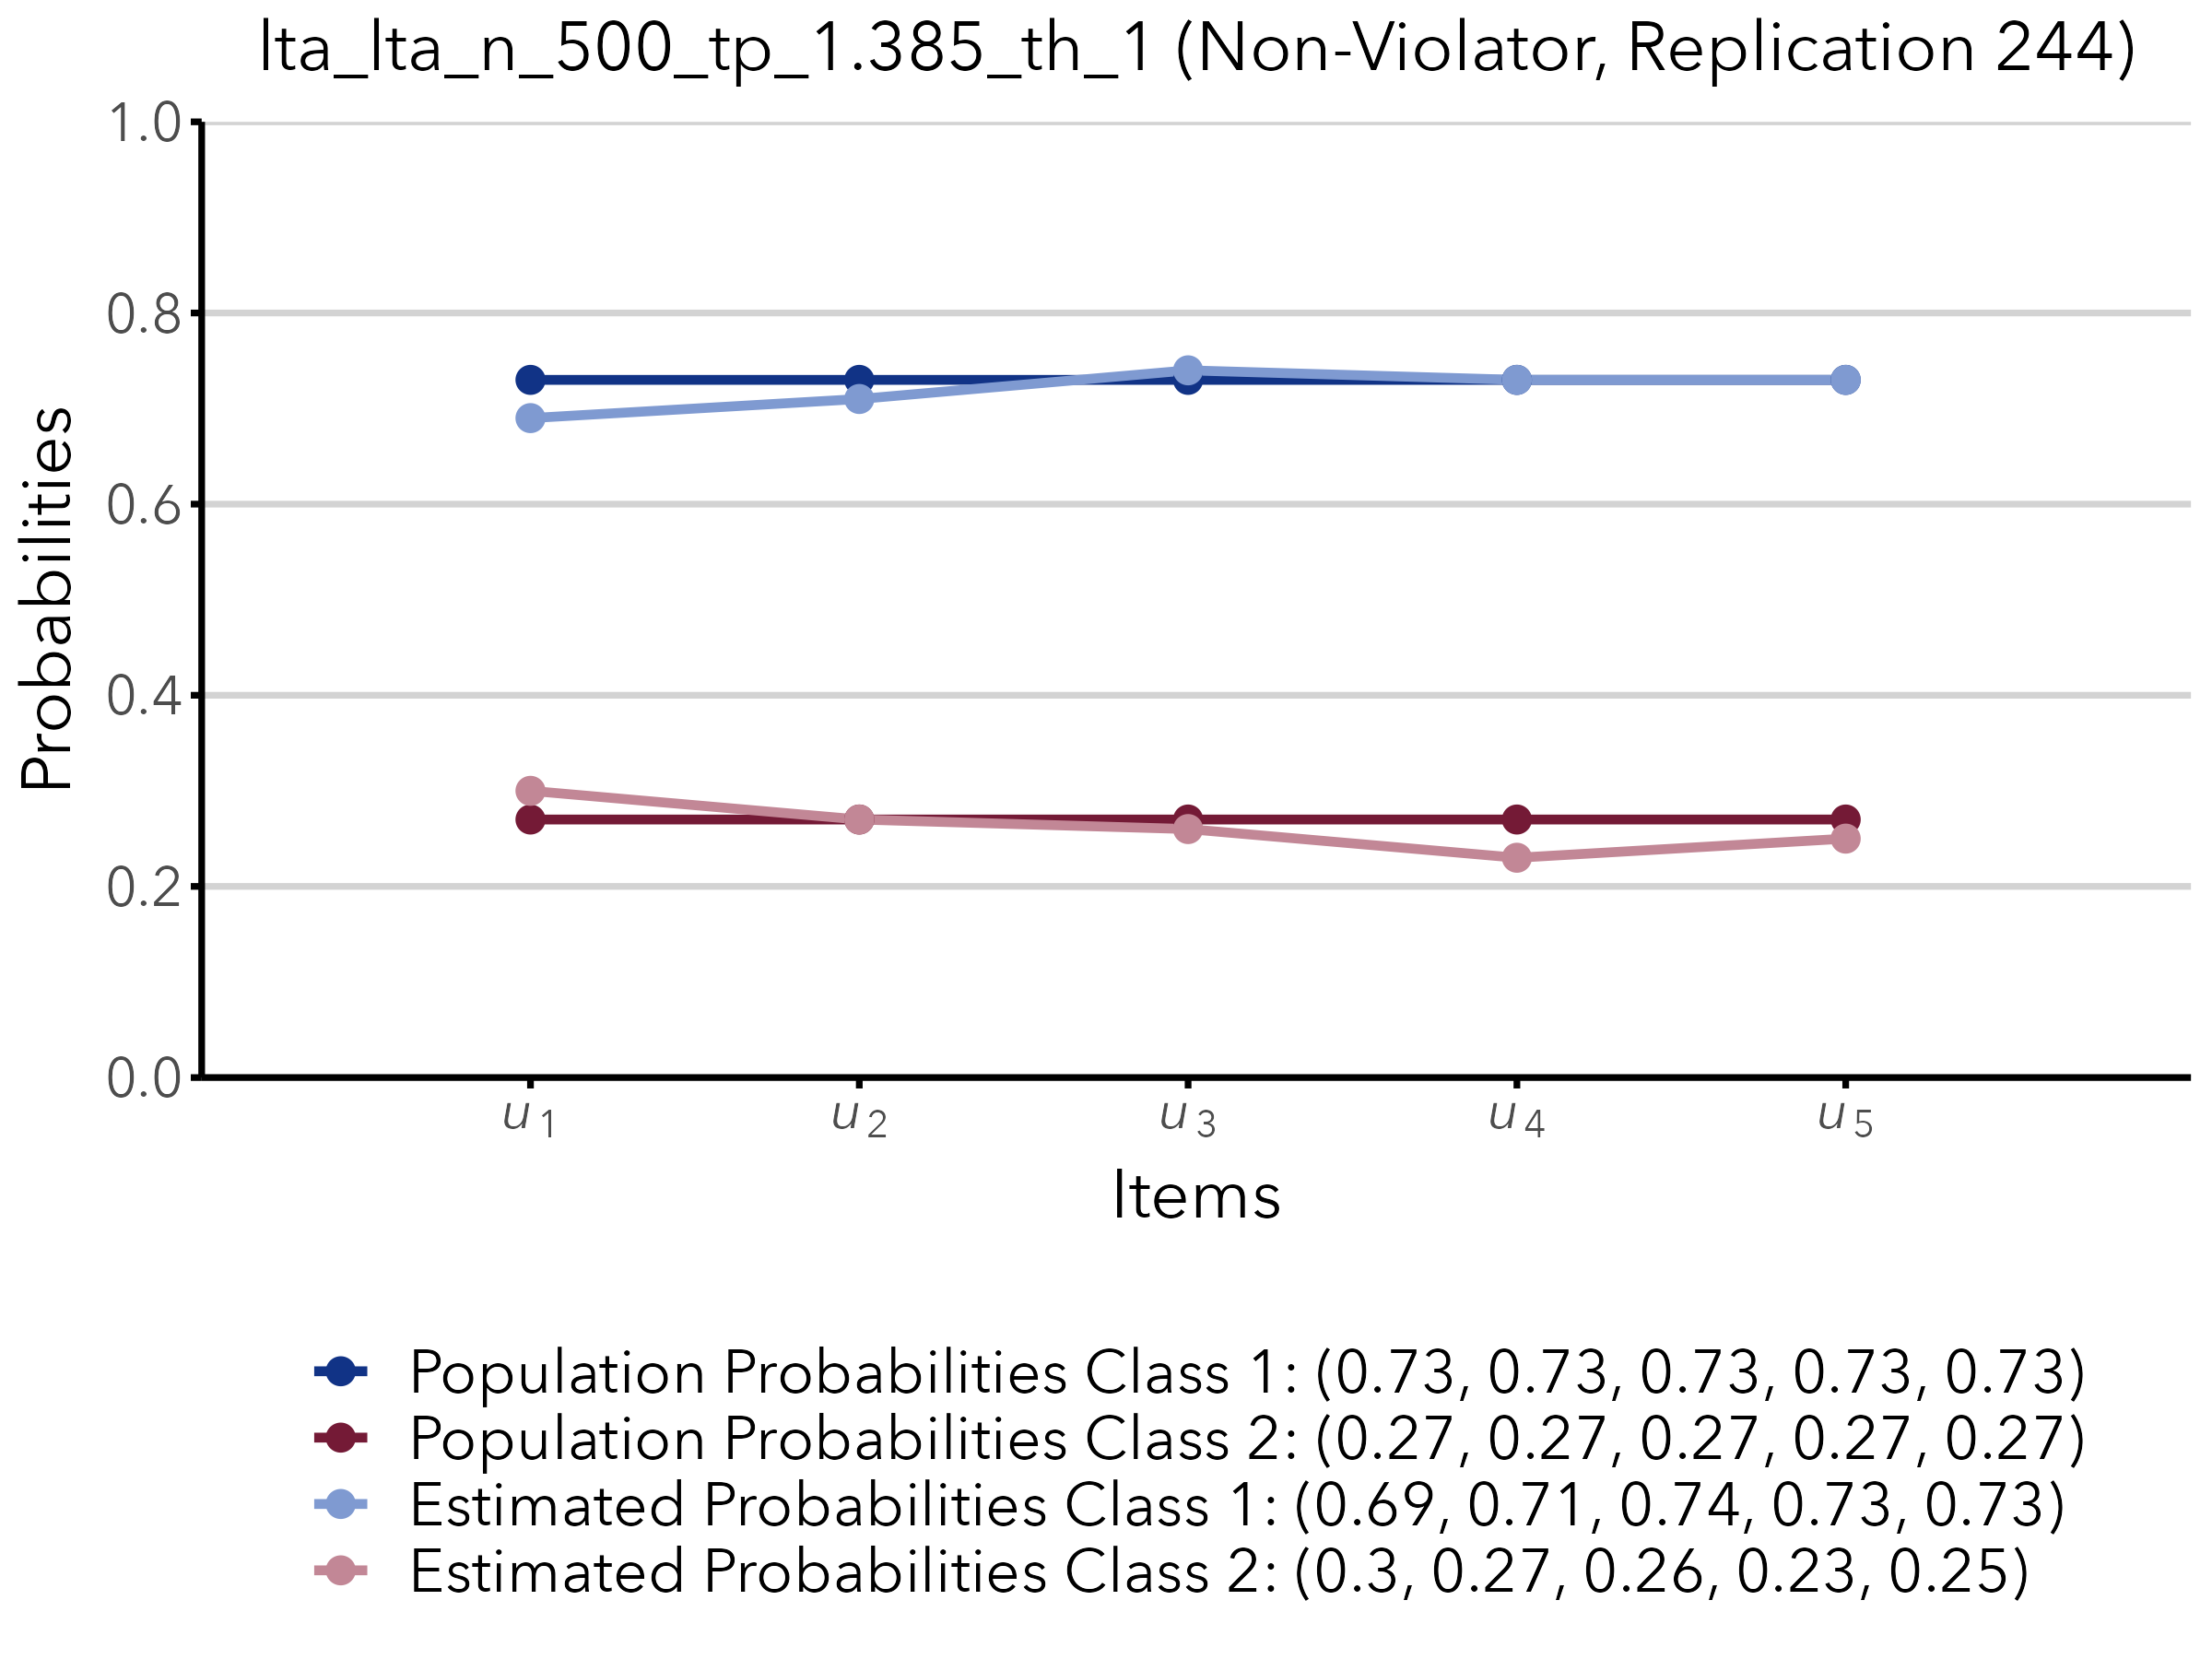 lta_lta_n_500_tp_1.385_th_1 (Non-Violator, Replication 244)
1.0
0.8
0.6
0.4
0.2
0.0
Probabilities
u1 u2 u3 u4 u5
Items
Population Probabilities Class 1: (0.73, 0.73, 0.73, 0.73, 0.73)
Population Probabilities Class 2: (0.27, 0.27, 0.27, 0.27, 0.27)
Estimated Probabilities Class 1: (0.69, 0.71, 0.74, 0.73, 0.73)
Estimated Probabilities Class 2: (0.3, 0.27, 0.26, 0.23, 0.25)